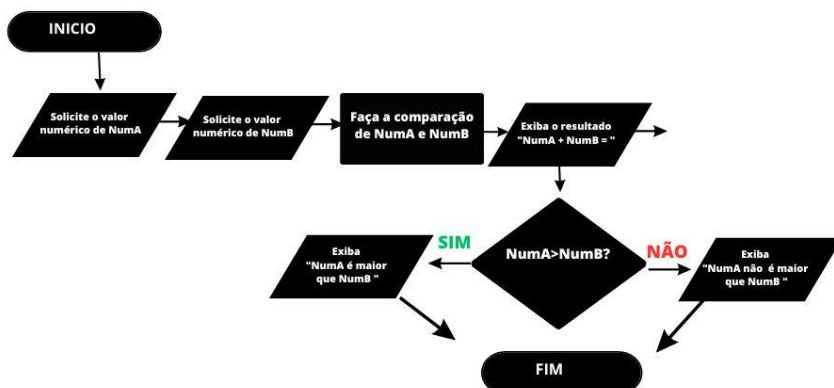 INICIO
Solicite o valor
numérico de NumA
Solicite o valor
numérico de NumB
Faça a comparação
de NumA e NumB
Exiba o resultado
"NumA + NumB = "
NumA>NumB?
SIM
NÃO
Exiba
"NumA é maior
que NumB "
Exiba
"NumA não é maior
que NumB "
FIM